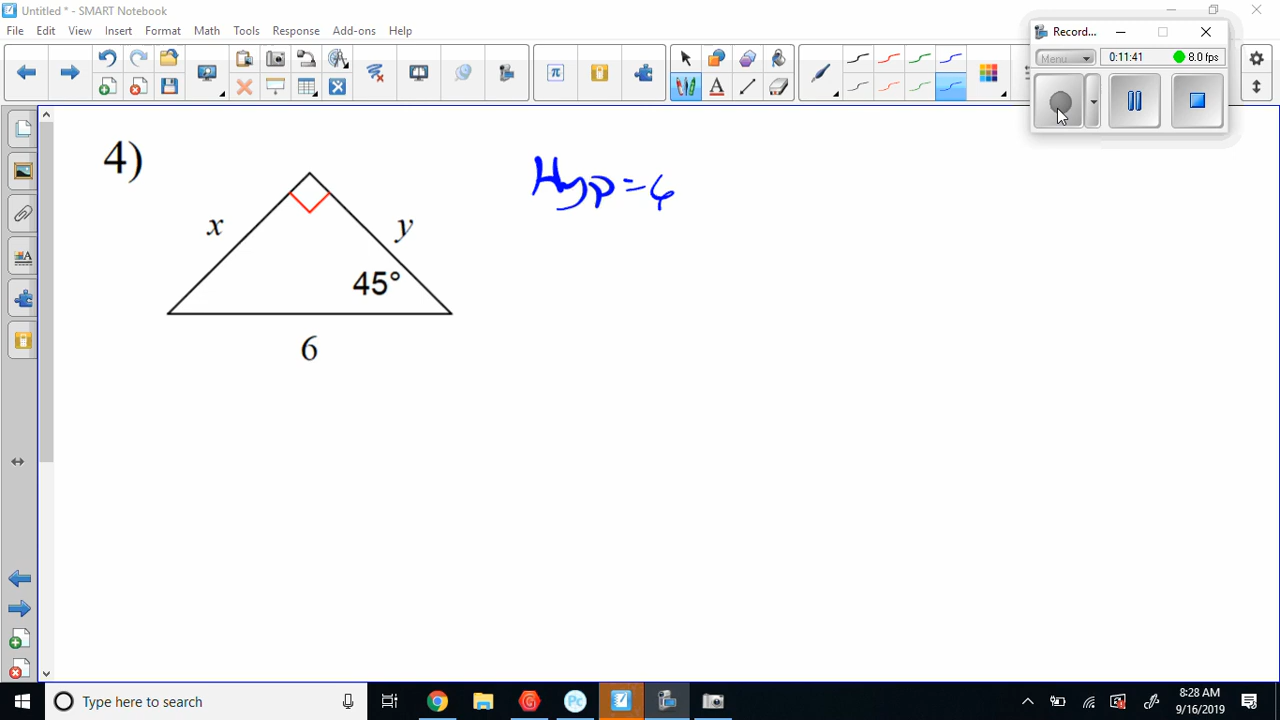 Untitled * - SMART Notebook
File Edit View Insert Format Math Tools Response Add-ons Help
Record...
Menu 0:11:41 8.0 fps
4)
Hyp=6
x
y
45°
6
Type here to search
8:28 AM
9/16/2019